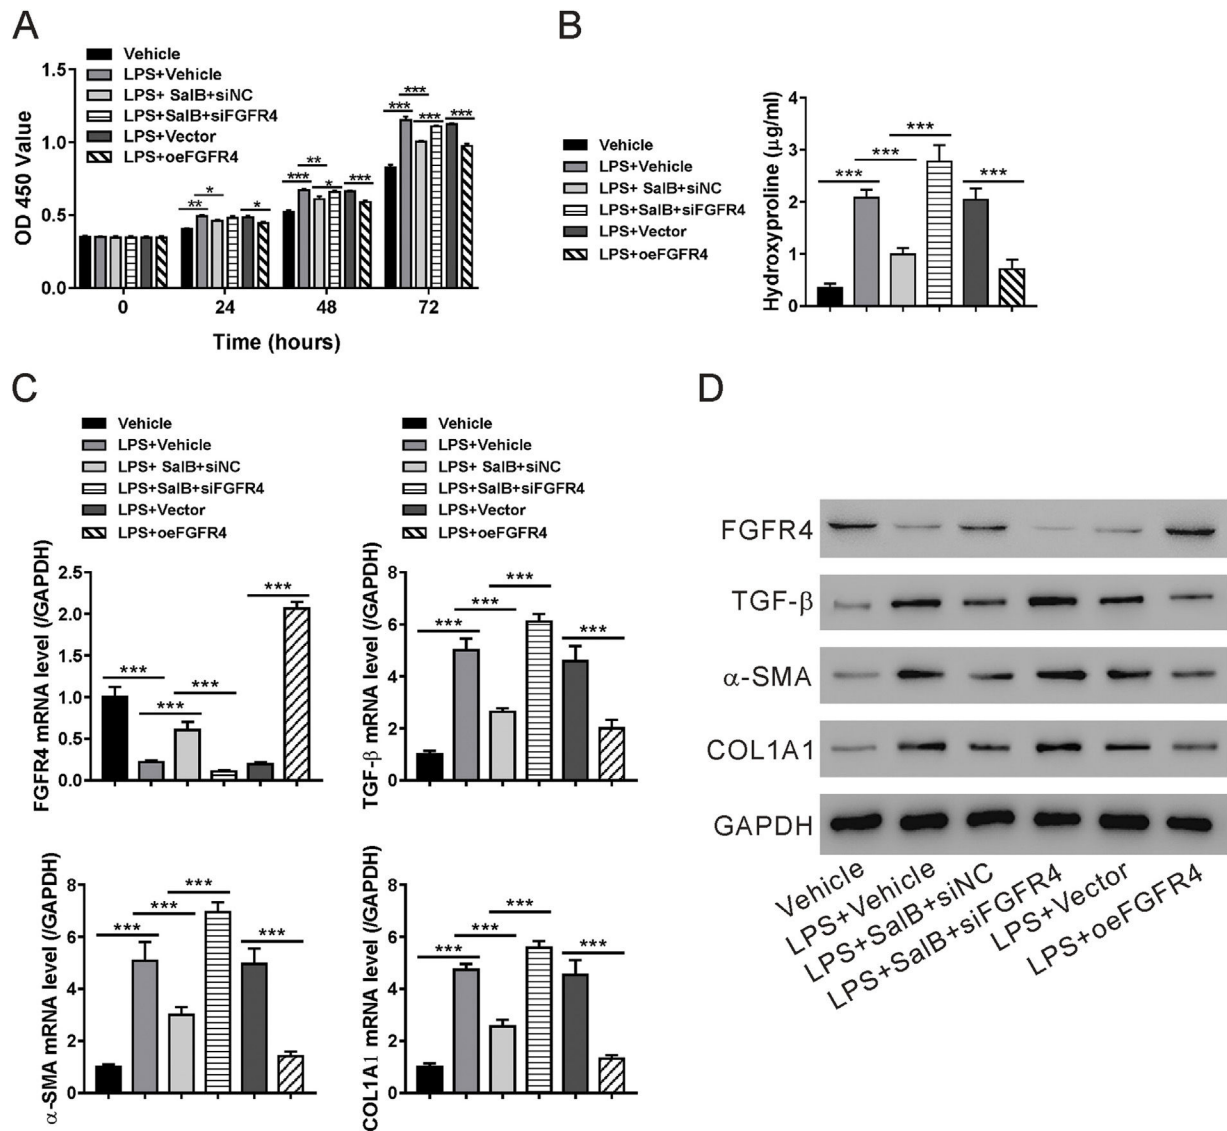 A
Vehicle
LPS+Vehicle
LPS+ SalB+siNC
LPS+SalB+siFGFR4
LPS+Vector
LPS+oeFGFR4
OD 450 Value
1.5
1.0
0.5
0.0
** * *
*** ** * ***
*** *** *** ***
0 24 48 72
Time (hours)
B
Vehicle
LPS+Vehicle
LPS+ SalB+siNC
LPS+SalB+siFGFR4
LPS+Vector
LPS+oeFGFR4
Hydroxyproline (μg/ml)
4
3
2
1
0
*** *** *** ***
C
Vehicle
LPS+Vehicle
LPS+ SalB+siNC
LPS+SalB+siFGFR4
LPS+Vector
LPS+oeFGFR4
FGFR4 mRNA level (/GAPDH)
2.5
2.0
1.5
1.0
0.5
0.0
*** *** *** ***
Vehicle
LPS+Vehicle
LPS+ SalB+siNC
LPS+SalB+siFGFR4
LPS+Vector
LPS+oeFGFR4
TGF-β mRNA level (/GAPDH)
8
6
4
2
0
*** *** *** ***
α-SMA mRNA level (/GAPDH)
8
6
4
2
0
*** *** *** ***
COL1A1 mRNA level (/GAPDH)
8
6
4
2
0
*** *** *** ***
D
FGFR4
TGF-β
α-SMA
COL1A1
GAPDH
Vehicle
LPS+Vehicle
LPS+SalB+siNC
LPS+SalB+siFGFR4
LPS+Vector
LPS+oeFGFR4